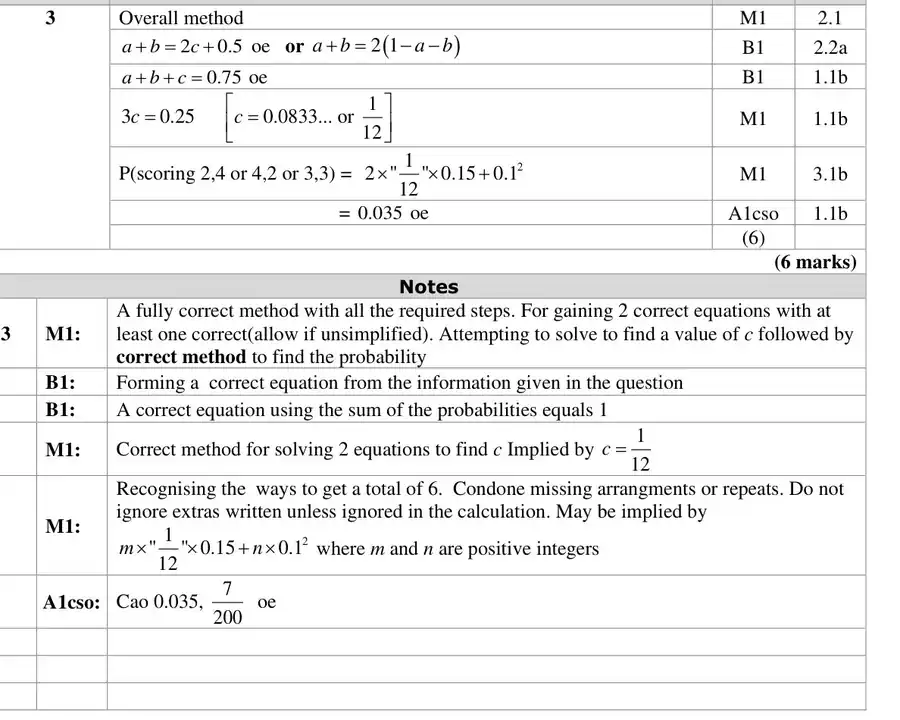 3 Overall method M1 2.1
a + b = 2c + 0.5 oe or a + b = 2(1 − a − b) B1 2.2a
a + b + c = 0.75 oe B1 1.1b
3c = 0.25 [c = 0.0833... or 1/12] M1 1.1b
P(scoring 2,4 or 4,2 or 3,3) = 2×"1/12"×0.15 + 0.1² M1 3.1b
= 0.035 oe A1cso 1.1b
(6)
(6 marks)
Notes
A fully correct method with all the required steps. For gaining 2 correct equations with at
3 M1: least one correct(allow if unsimplified). Attempting to solve to find a value of c followed by
correct method to find the probability
B1: Forming a correct equation from the information given in the question
B1: A correct equation using the sum of the probabilities equals 1
M1: Correct method for solving 2 equations to find c Implied by c = 1/12
Recognising the ways to get a total of 6. Condone missing arrangments or repeats. Do not
ignore extras written unless ignored in the calculation. May be implied by
M1: m×"1/12"×0.15 + n×0.1² where m and n are positive integers
A1cso: Cao 0.035, 7/200 oe